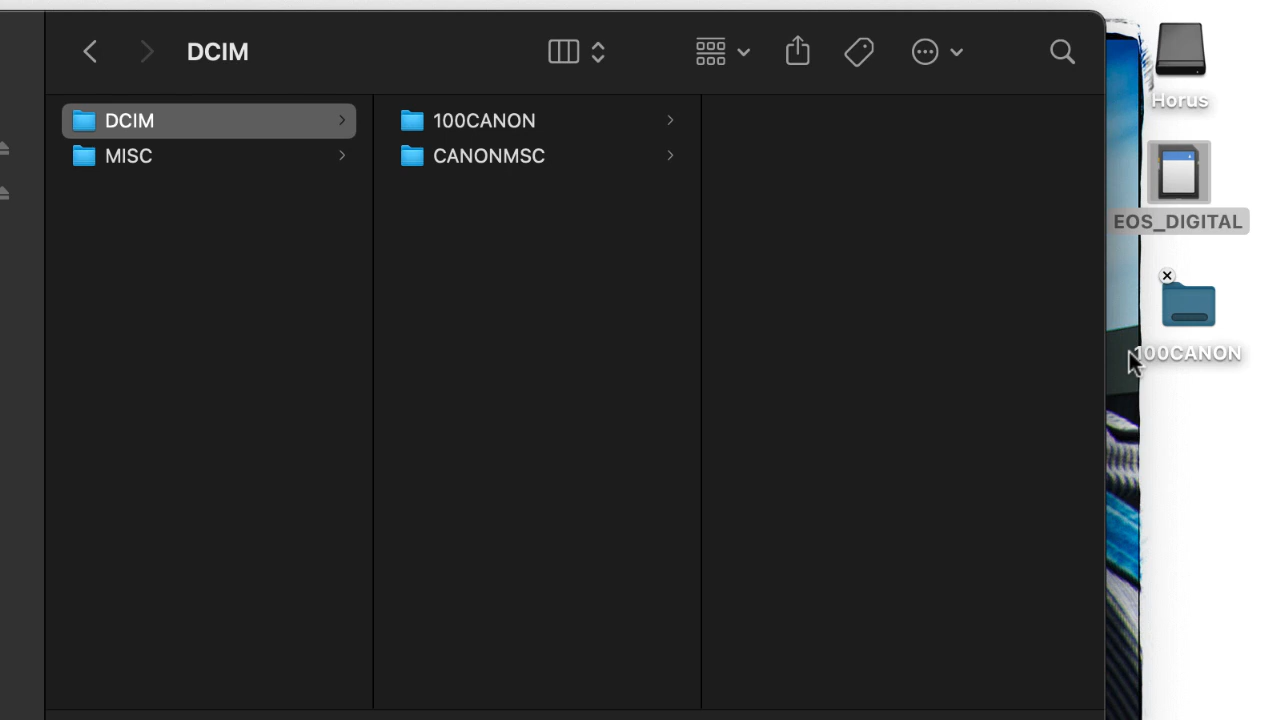 DCIM
DCIM
MISC
100CANON
CANONMSC
Horus
EOS_DIGITAL
100CANON